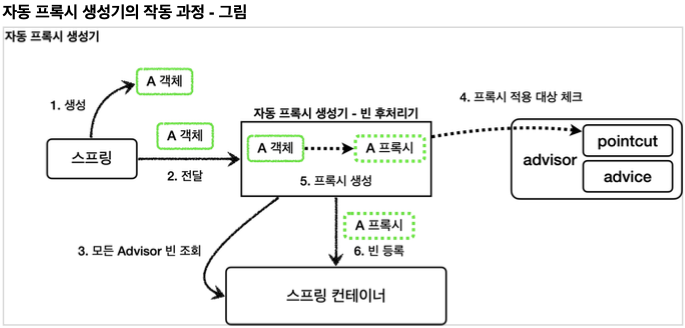 자동 프록시 생성기의 작동 과정 - 그림
자동 프록시 생성기
A 객체
1. 생성
스프링
A 객체
2. 전달
자동 프록시 생성기 - 빈 후처리기
A 객체
A 프록시
5. 프록시 생성
4. 프록시 적용 대상 체크
advisor
pointcut
advice
3. 모든 Advisor 빈 조회
A 프록시
6. 빈 등록
스프링 컨테이너